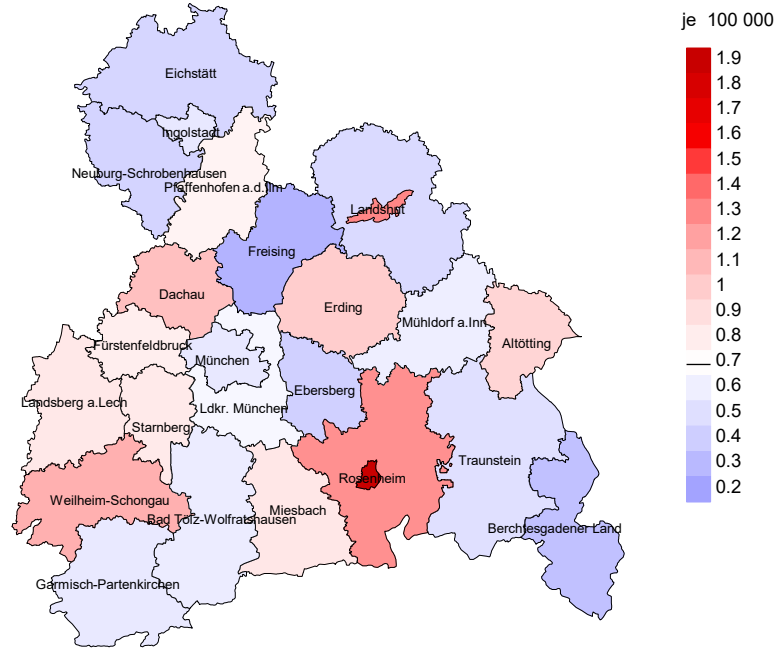 je 100 000
1.9
1.8
1.7
1.6
1.5
1.4
1.3
1.2
1.1
1
0.9
0.8
0.7
0.6
0.5
0.4
0.3
0.2
Eichstätt
Ingolstadt
Neuburg-Schrobenhausen
Pfaffenhofen a.d.Ilm
Landshut
Freising
Dachau
Erding
Mühldorf a.Inn
Altötting
Fürstenfeldbruck
München
Ebersberg
Landsberg a.Lech
Ldkr. München
Starnberg
Traunstein
Rosenheim
Weilheim-Schongau
Miesbach
Bad Tölz-Wolfratshausen
Berchtesgadener Land
Garmisch-Partenkirchen